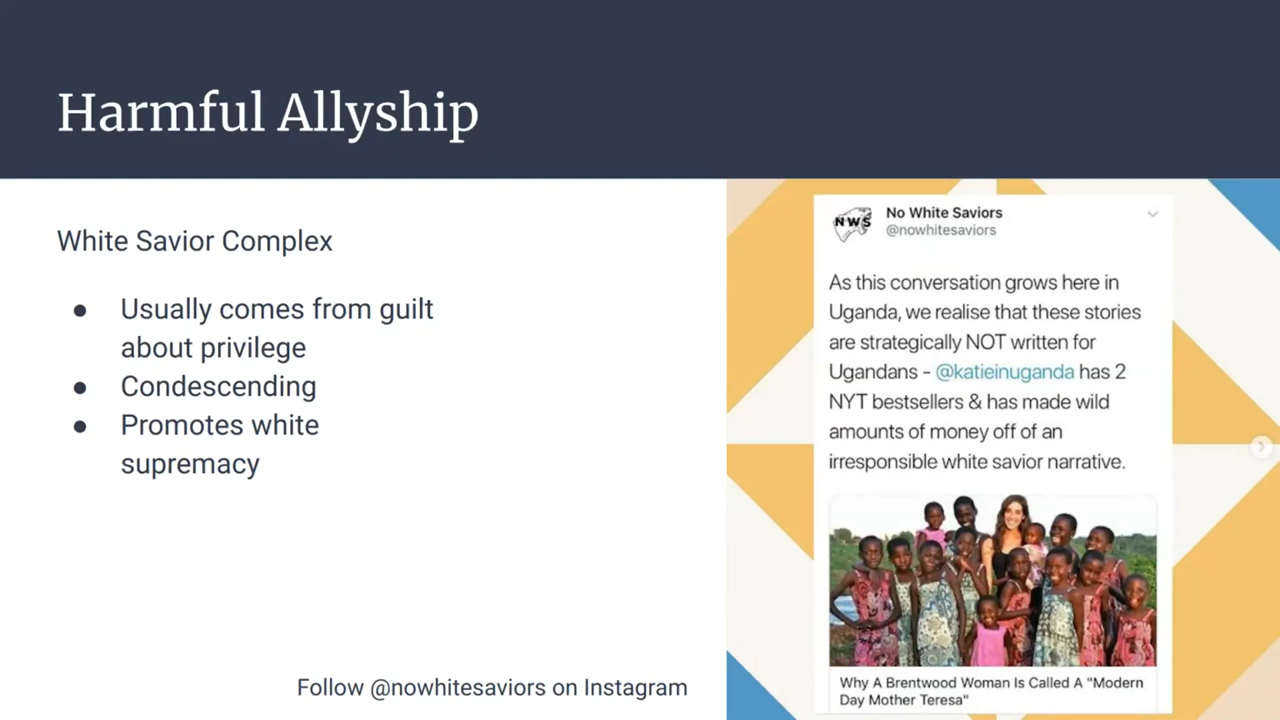 Harmful Allyship
White Savior Complex
● Usually comes from guilt
about privilege
● Condescending
● Promotes white
supremacy
Follow @nowhitesaviors on Instagram
NWS
No White Saviors
@nowhitesaviors
As this conversation grows here in
Uganda, we realise that these stories
are strategically NOT written for
Ugandans - @katieinuganda has 2
NYT bestsellers & has made wild
amounts of money off of an
irresponsible white savior narrative.
Why A Brentwood Woman Is Called A "Modern
Day Mother Teresa"